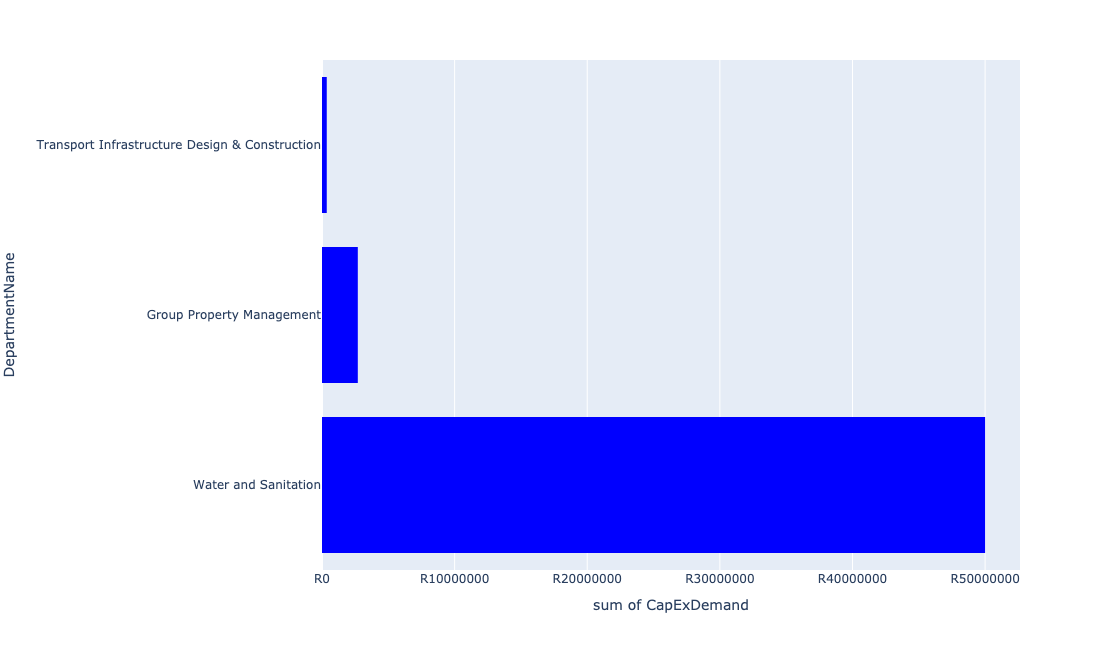 Transport Infrastructure Design & Construction
Group Property Management
Water and Sanitation
DepartmentName
R0
R10000000
R20000000
R30000000
R40000000
R50000000
sum of CapExDemand